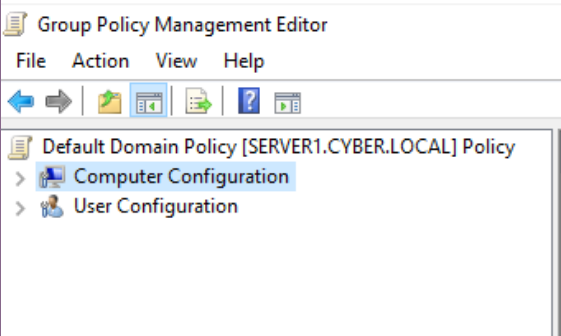 Group Policy Management Editor
File Action View Help
Default Domain Policy [SERVER1.CYBER.LOCAL] Policy
Computer Configuration
User Configuration